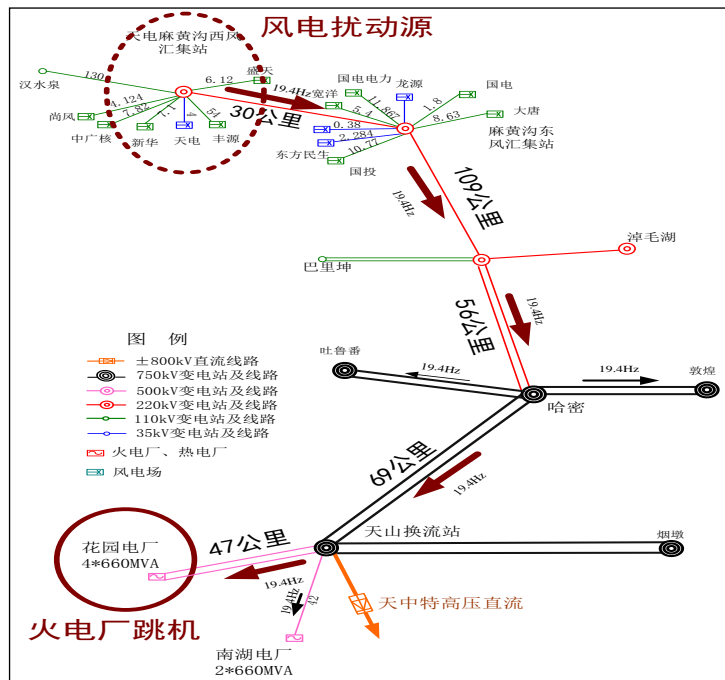 风电扰动源
天电麻黄沟西风
汇集站
汉水泉
130
6.12
盛天
4.124
7.82
1.1
4
54
尚风
中广核
新华
天电
丰源
19.4Hz
30公里
宽洋
国电电力
龙源
国电
大唐
11.867
5.4
0.38
2.284
10.77
1.8
8.63
东方民生
国投
麻黄沟东
风汇集站
109公里
19.4Hz
淖毛湖
巴里坤
56公里
19.4Hz
图 例
±800kV直流线路
750kV变电站及线路
500kV变电站及线路
220kV变电站及线路
110kV变电站及线路
35kV变电站及线路
火电厂、热电厂
风电场
吐鲁番
19.4Hz
19.4Hz
敦煌
哈密
69公里
19.4Hz
天山换流站
烟墩
花园电厂
4*660MVA
47公里
19.4Hz
19.4Hz
42
天中特高压直流
火电厂跳机
南湖电厂
2*660MVA